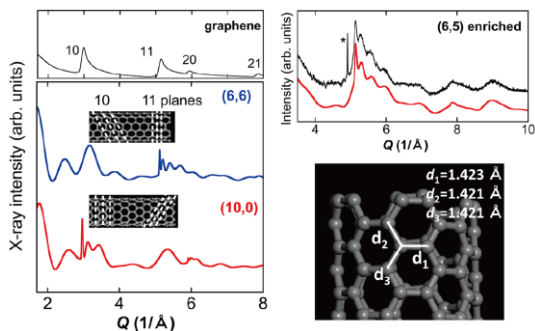 graphene
10
11
20
21
X-ray intensity (arb. units)
10
11 planes
(6,6)
(10,0)
2
4
6
8
Q (1/Å)
(6,5) enriched
*
Intensity (arb. units)
4
6
8
10
Q (1/Å)
d1=1.423 Å
d2=1.421 Å
d3=1.421 Å
d2
d1
d3